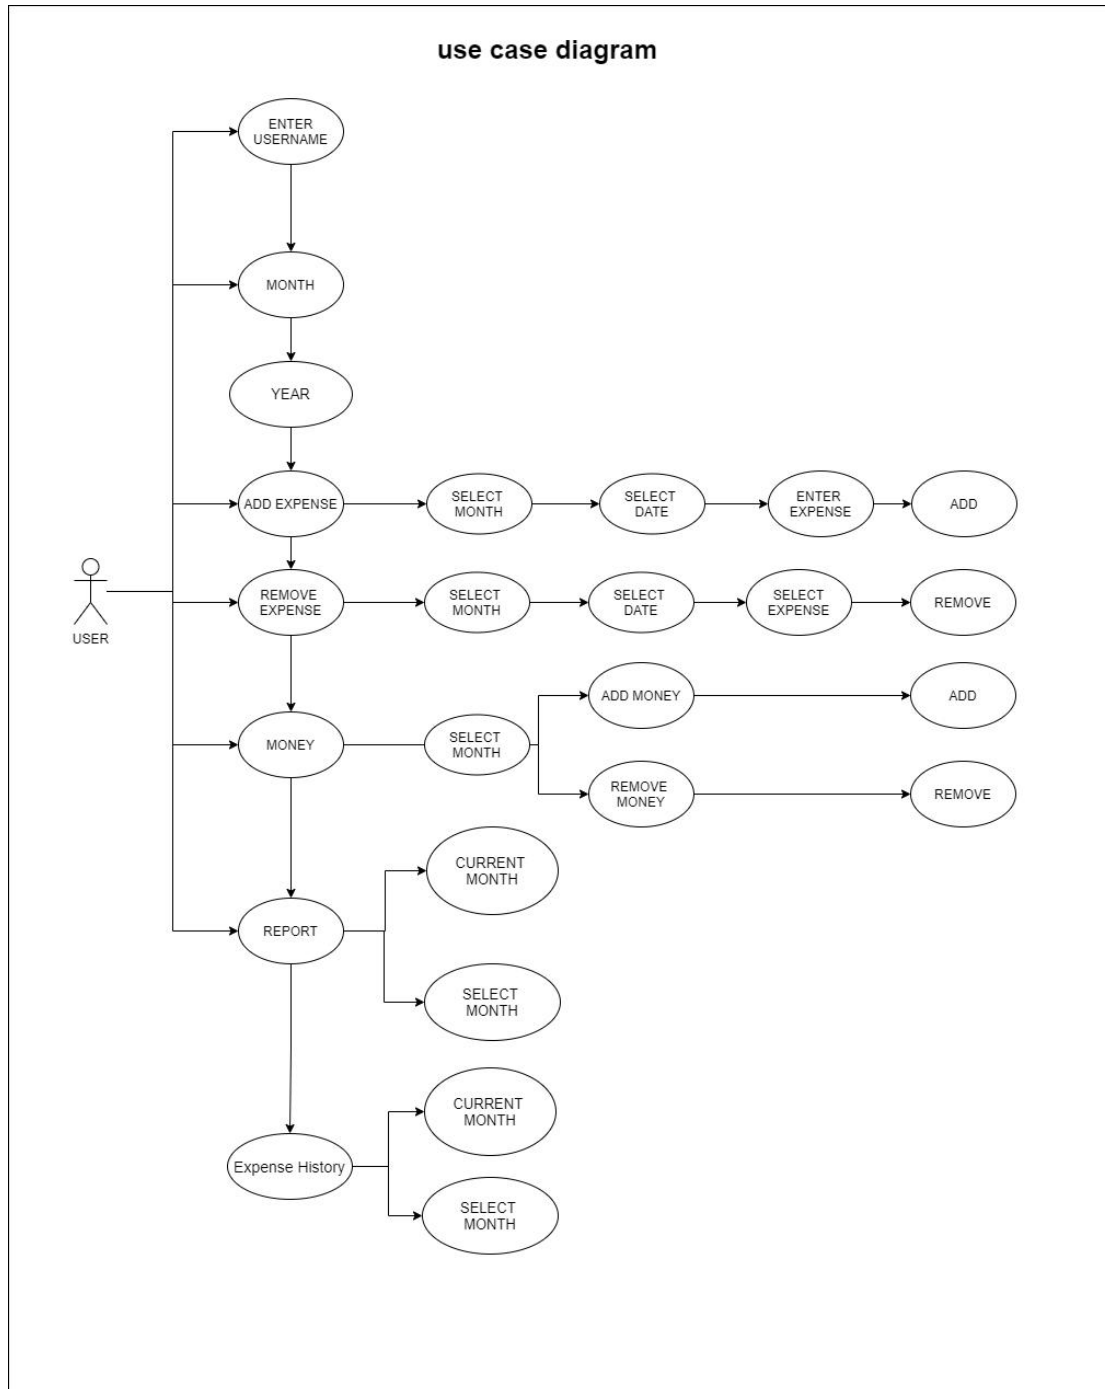 use case diagram
ENTER
USERNAME
MONTH
YEAR
ADD EXPENSE
SELECT
MONTH
SELECT
DATE
ENTER
EXPENSE
ADD
USER
REMOVE
EXPENSE
SELECT
MONTH
SELECT
DATE
SELECT
EXPENSE
REMOVE
MONEY
SELECT
MONTH
ADD MONEY
ADD
REMOVE
MONEY
REMOVE
REPORT
CURRENT
MONTH
SELECT
MONTH
Expense History
CURRENT
MONTH
SELECT
MONTH